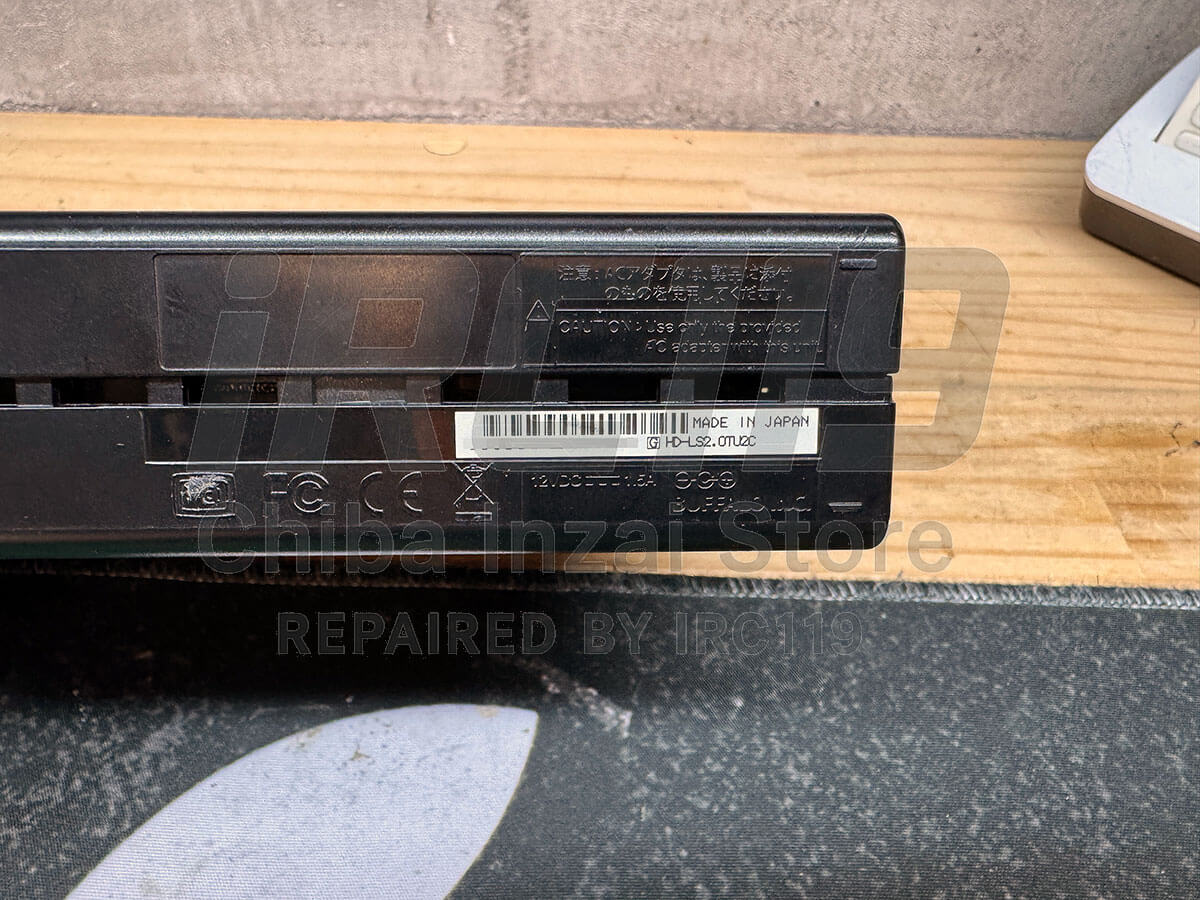 注意:ACアダプタは、製品に添付
のものを使用してください。
CAUTION : Use only the provided
AC adapter with this unit.
MADE IN JAPAN
G HD-LS2.0TU2C
FC CE
12VDC 1.5A
BUFFALO INC.
iRC119
Chiba Inzai Store
REPAIRED BY IRC119